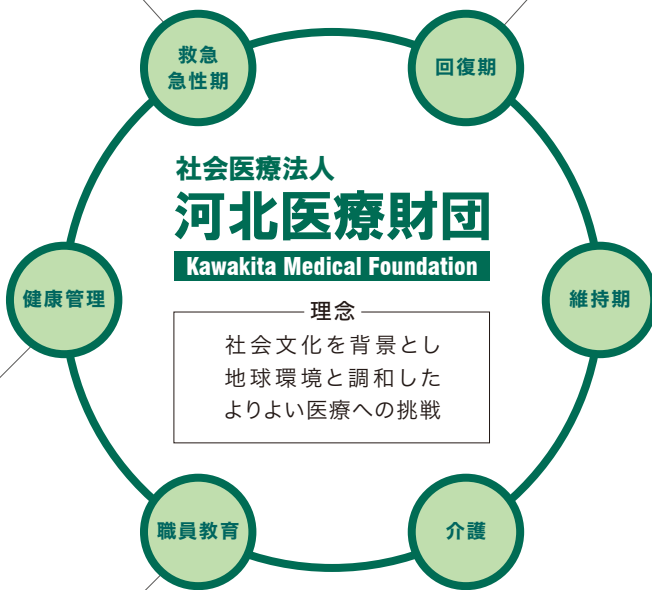 救急
急性期
回復期
社会医療法人
河北医療財団
Kawakita Medical Foundation
健康管理
維持期
理念
社会文化を背景とし
地球環境と調和した
よりよい医療への挑戦
職員教育
介護